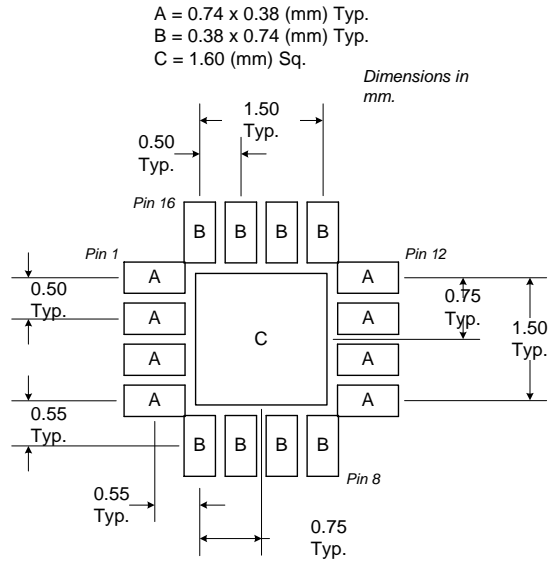 A = 0.74 x 0.38 (mm) Typ.
B = 0.38 x 0.74 (mm) Typ.
C = 1.60 (mm) Sq.
Dimensions in
mm.
1.50
Typ.
0.50
Typ.
Pin 16
B B B B
Pin 1
Pin 12
A
A
0.50
Typ.
0.75
Typ.
1.50
Typ.
A
A
C
A
A
A
A
0.55
Typ.
B B B B
Pin 8
0.55
Typ.
0.75
Typ.